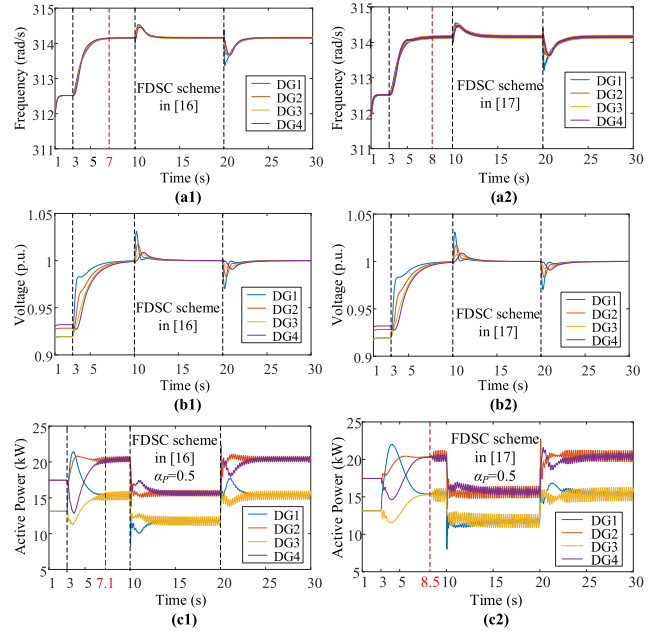 315
314
313
312
311
Frequency (rad/s)
FDSC scheme
in [16]
DG1
DG2
DG3
DG4
1 3 5 7 10 15 20 25 30
Time (s)
(a1)
315
314
313
312
311
Frequency (rad/s)
FDSC scheme
in [17]
DG1
DG2
DG3
DG4
1 3 5 8 10 15 20 25 30
Time (s)
(a2)
1.05
1
0.95
0.9
Voltage (p.u.)
FDSC scheme
in [16]
DG1
DG2
DG3
DG4
1 3 5 10 15 20 25 30
Time (s)
(b1)
1.05
1
0.95
0.9
Voltage (p.u.)
FDSC scheme
in [17]
DG1
DG2
DG3
DG4
1 3 5 10 15 20 25 30
Time (s)
(b2)
25
20
15
10
5
Active Power (kW)
FDSC scheme
in [16]
αP=0.5
DG1
DG2
DG3
DG4
1 3 5 7.1 10 15 20 25 30
Time (s)
(c1)
25
20
15
10
5
Active Power (kW)
FDSC scheme
in [17]
αP=0.5
DG1
DG2
DG3
DG4
1 3 5 8.5 10 15 20 25 30
Time (s)
(c2)